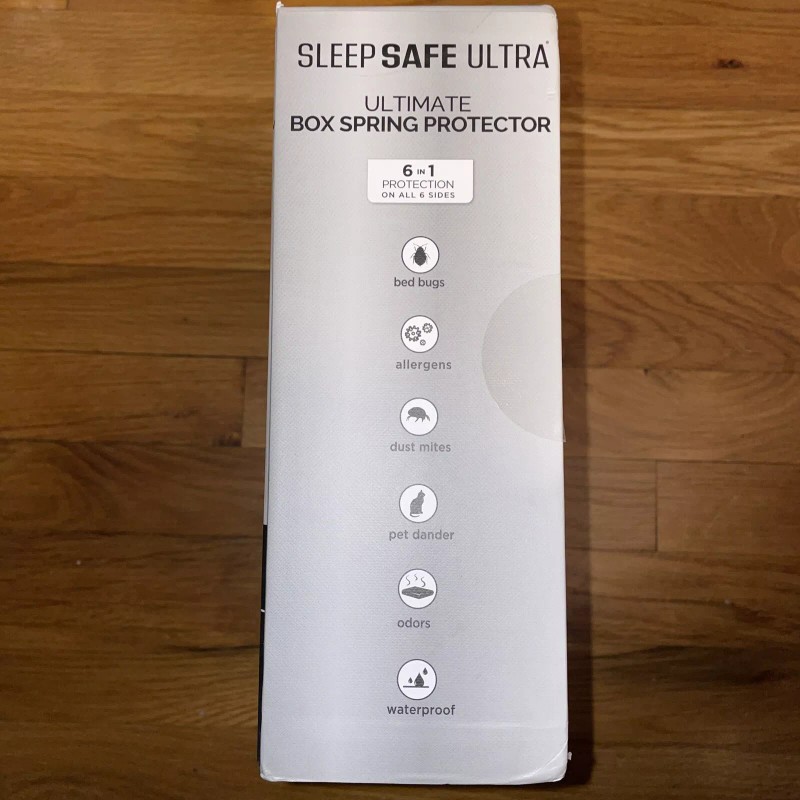 SLEEP SAFE ULTRA
ULTIMATE
BOX SPRING PROTECTOR
6 IN 1
PROTECTION
ON ALL 6 SIDES
bed bugs
allergens
dust mites
pet dander
odors
waterproof